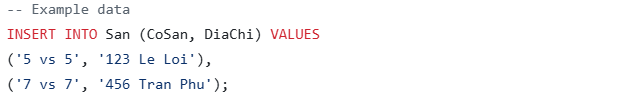 -- Example data
INSERT INTO San (CoSan, DiaChi) VALUES
('5 vs 5', '123 Le Loi'),
('7 vs 7', '456 Tran Phu');